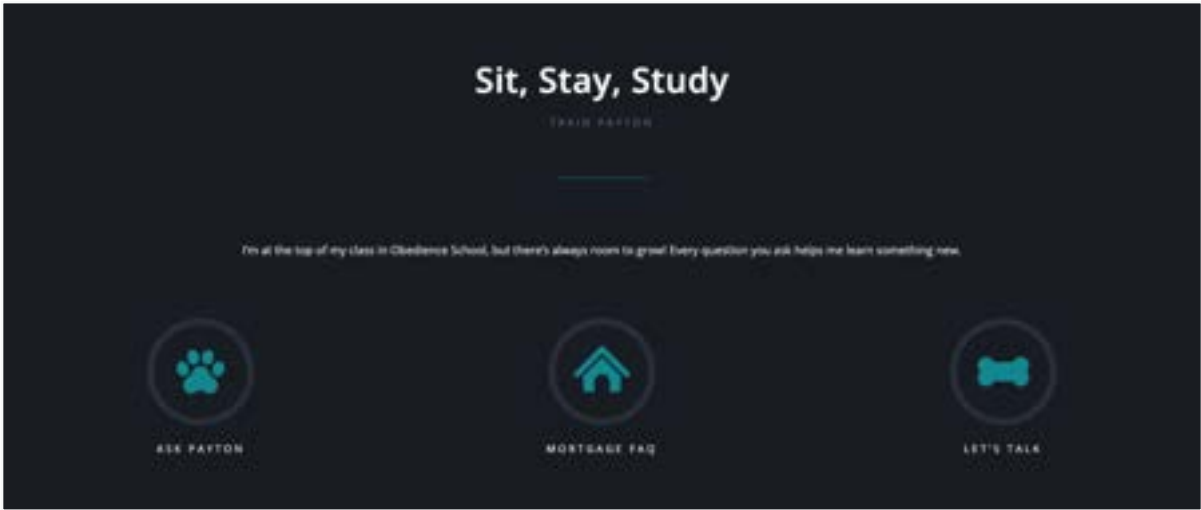 Sit, Stay, Study
TRAIN PAYTON
I'm at the top of my class in Obedience School, but there's always room to grow! Every question you ask helps me learn something new.
ASK PAYTON
MORTGAGE FAQ
LET'S TALK